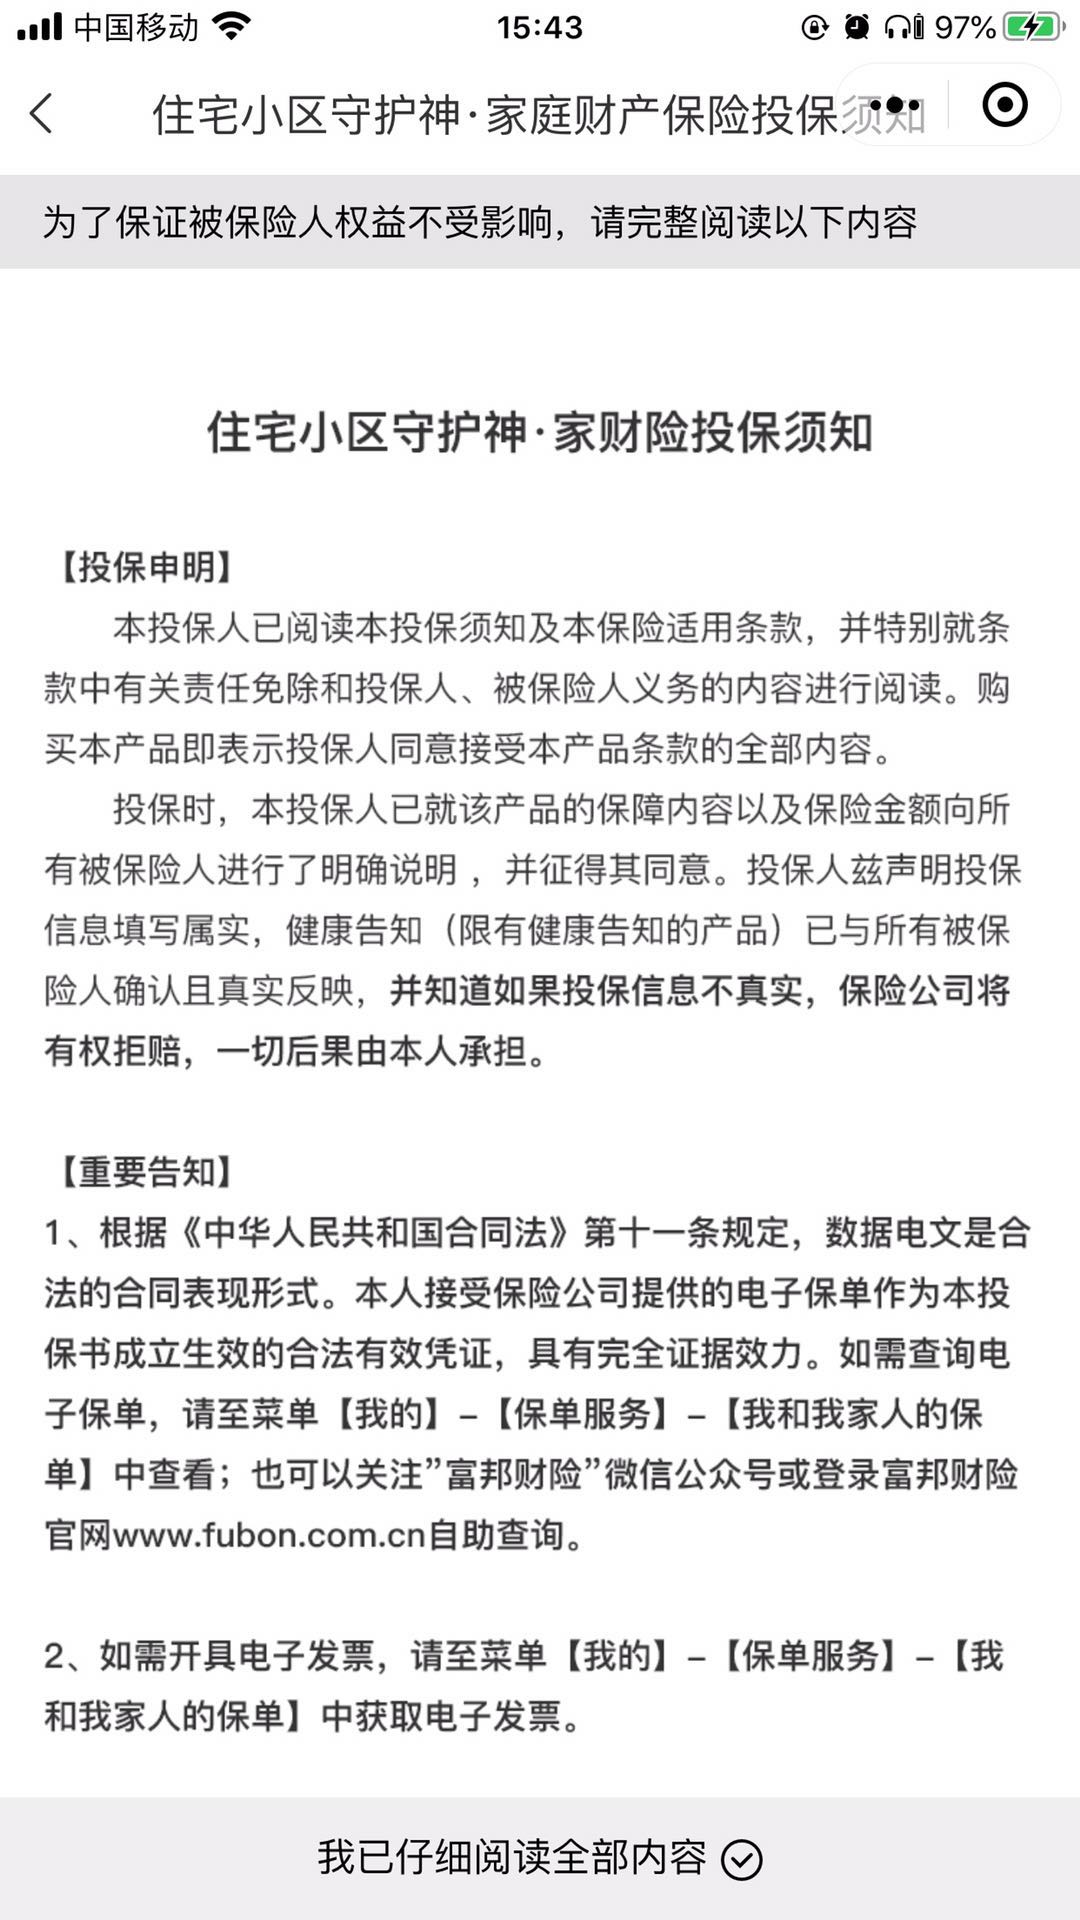 中国移动
15:43
97%
住宅小区守护神·家庭财产保险投保须知
为了保证被保险人权益不受影响，请完整阅读以下内容
住宅小区守护神·家财险投保须知
【投保申明】
本投保人已阅读本投保须知及本保险适用条款，并特别就条
款中有关责任免除和投保人、被保险人义务的内容进行阅读。购
买本产品即表示投保人同意接受本产品条款的全部内容。
投保时，本投保人已就该产品的保障内容以及保险金额向所
有被保险人进行了明确说明 ，并征得其同意。投保人兹声明投保
信息填写属实，健康告知（限有健康告知的产品）已与所有被保
险人确认且真实反映，并知道如果投保信息不真实，保险公司将
有权拒赔，一切后果由本人承担。
【重要告知】
1、根据《中华人民共和国合同法》第十一条规定，数据电文是合
法的合同表现形式。本人接受保险公司提供的电子保单作为本投
保书成立生效的合法有效凭证，具有完全证据效力。如需查询电
子保单，请至菜单【我的】–【保单服务】–【我和我家人的保
单】中查看；也可以关注”富邦财险”微信公众号或登录富邦财险
官网www.fubon.com.cn自助查询。
2、如需开具电子发票，请至菜单【我的】–【保单服务】–【我
和我家人的保单】中获取电子发票。
我已仔细阅读全部内容